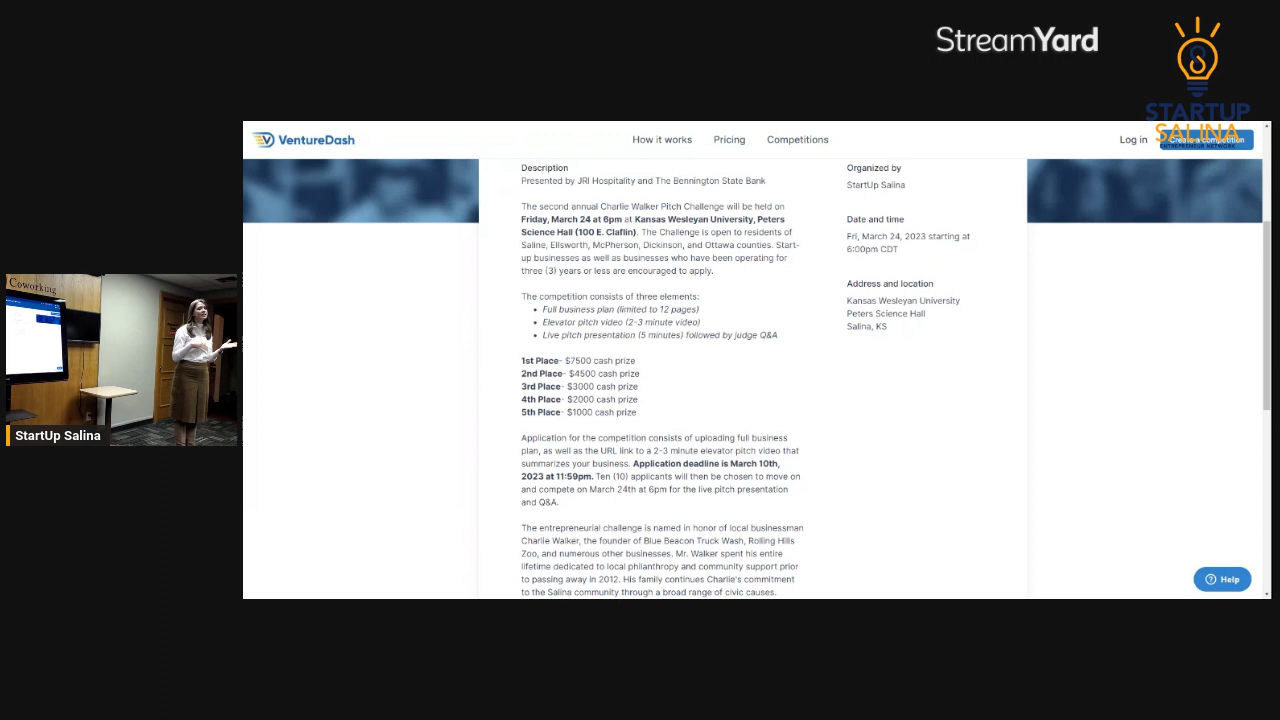 StreamYard
STARTUP
SALINA
ENTREPRENEUR NETWORK
VentureDash
How it works
Pricing
Competitions
Log in
Create a competition
Description
Presented by JRI Hospitality and The Bennington State Bank
The second annual Charlie Walker Pitch Challenge will be held on
Friday, March 24 at 6pm at Kansas Wesleyan University, Peters
Science Hall (100 E. Claflin). The Challenge is open to residents of
Saline, Ellsworth, McPherson, Dickinson, and Ottawa counties. Start-
up businesses as well as businesses who have been operating for
three (3) years or less are encouraged to apply.
The competition consists of three elements:
• Full business plan (limited to 12 pages)
• Elevator pitch video (2-3 minute video)
• Live pitch presentation (5 minutes) followed by judge Q&A
1st Place- $7500 cash prize
2nd Place- $4500 cash prize
3rd Place- $3000 cash prize
4th Place- $2000 cash prize
5th Place- $1000 cash prize
Application for the competition consists of uploading full business
plan, as well as the URL link to a 2-3 minute elevator pitch video that
summarizes your business. Application deadline is March 10th,
2023 at 11:59pm. Ten (10) applicants will then be chosen to move on
and compete on March 24th at 6pm for the live pitch presentation
and Q&A.
The entrepreneurial challenge is named in honor of local businessman
Charlie Walker, the founder of Blue Beacon Truck Wash, Rolling Hills
Zoo, and numerous other businesses. Mr. Walker spent his entire
lifetime dedicated to local philanthropy and community support prior
to passing away in 2012. His family continues Charlie's commitment
to the Salina community through a broad range of civic causes.
Organized by
StartUp Salina
Date and time
Fri, March 24, 2023 starting at
6:00pm CDT
Address and location
Kansas Wesleyan University
Peters Science Hall
Salina, KS
Help
Coworking
StartUp Salina